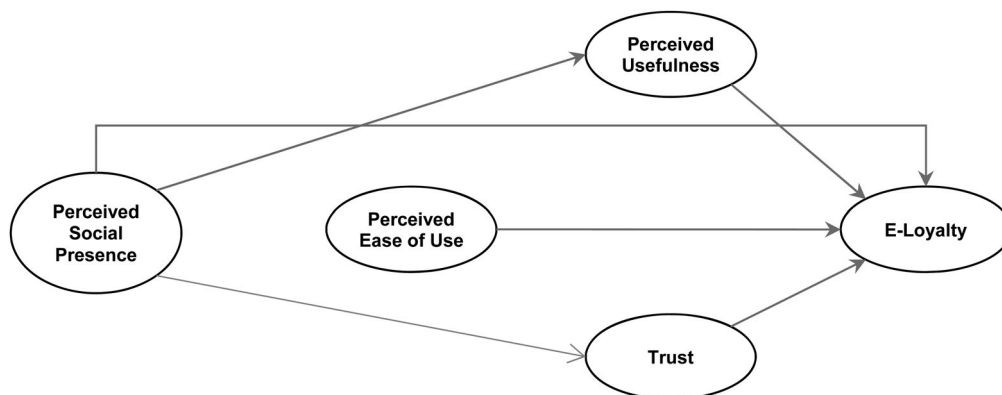 Perceived
Usefulness
Perceived
Social
Presence
Perceived
Ease of Use
E-Loyalty
Trust